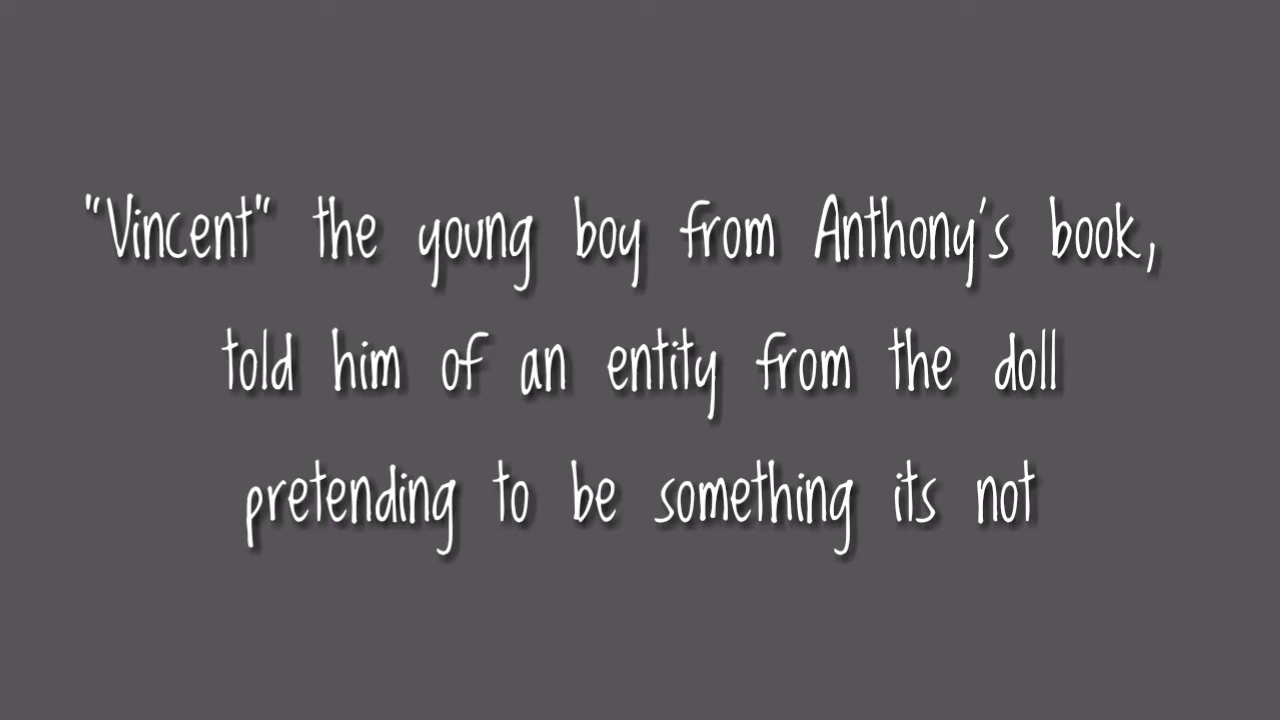 "Vincent" the young boy from Anthony's book,
told him of an entity from the doll
pretending to be something its not